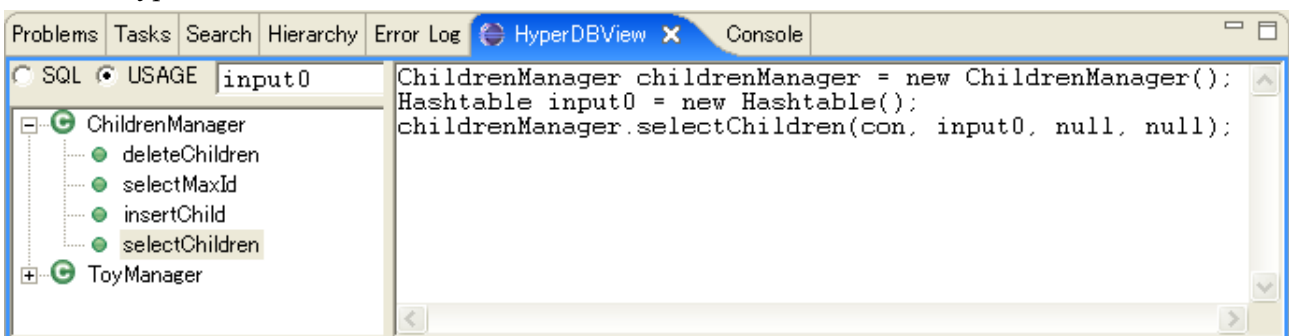 Problems Tasks Search Hierarchy Error Log HyperDBView Console
SQL USAGE input0
ChildrenManager
deleteChildren
selectMaxId
insertChild
selectChildren
ToyManager
ChildrenManager childrenManager = new ChildrenManager();
Hashtable input0 = new Hashtable();
childrenManager.selectChildren(con, input0, null, null);